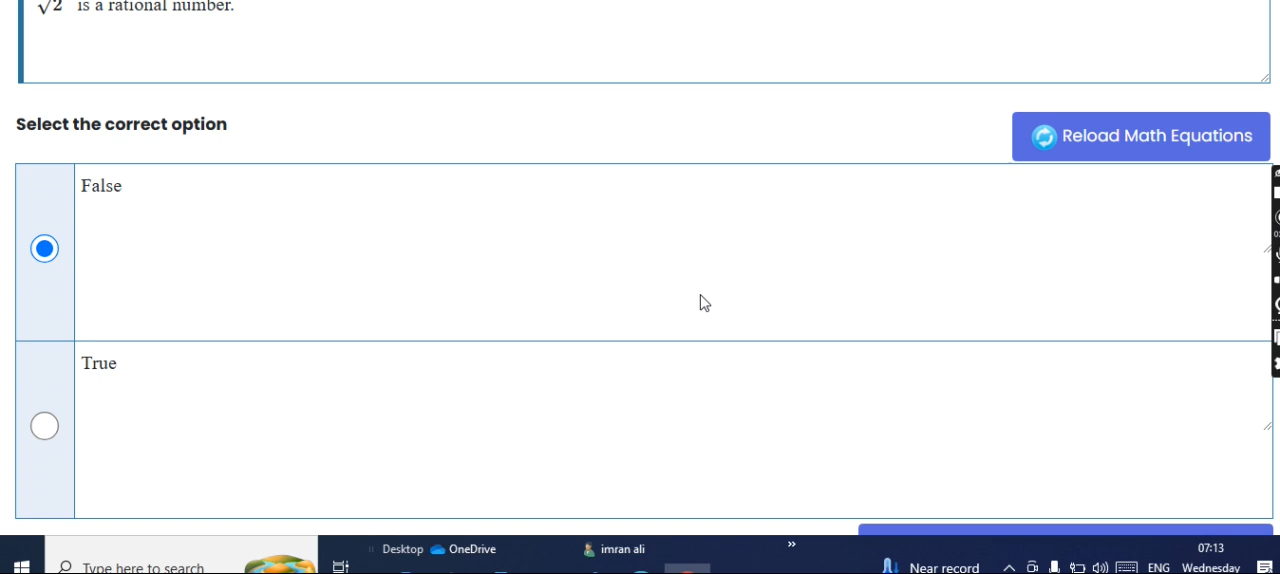 √2 is a rational number.
Select the correct option
Reload Math Equations
False
True
Desktop OneDrive imran ali » 07:13
Type here to search Near record ENG Wednesday